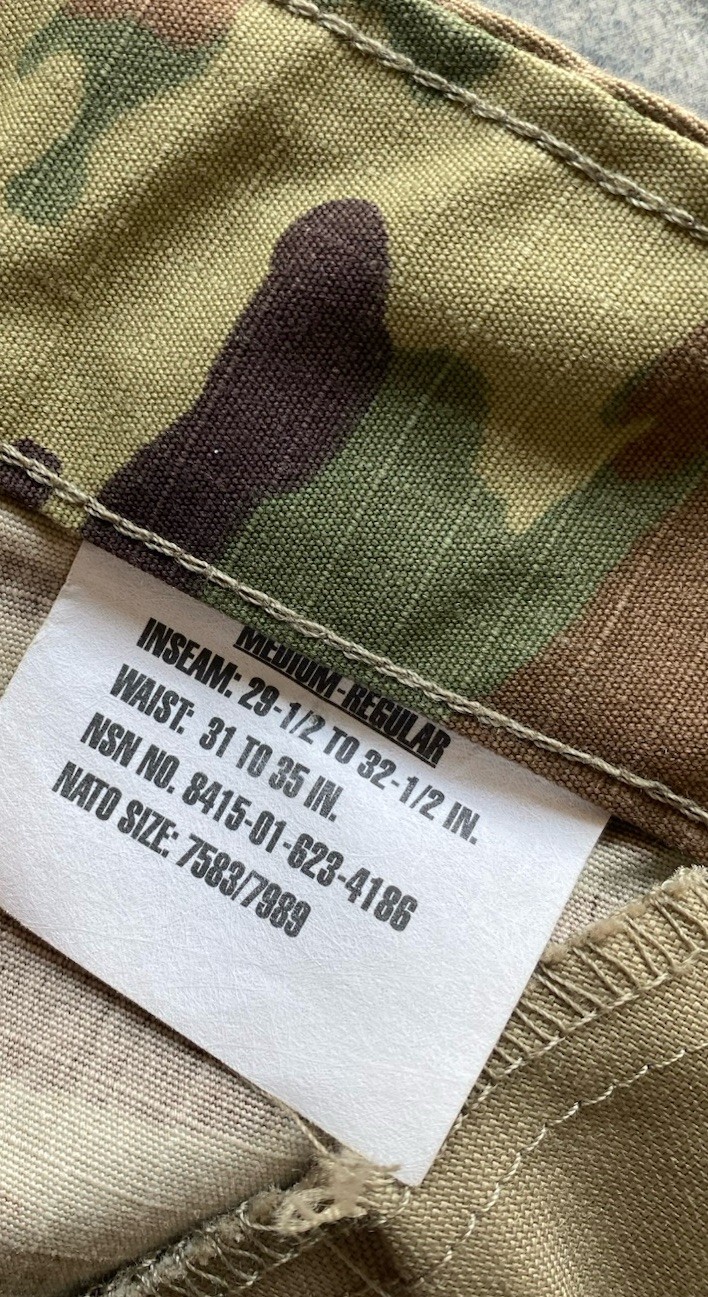 MEDIUM-REGULAR
INSEAM: 29-1/2 TO 32-1/2 IN.
WAIST: 31 TO 35 IN.
NSN NO. 8415-01-623-4186
NATO SIZE: 7583/7989